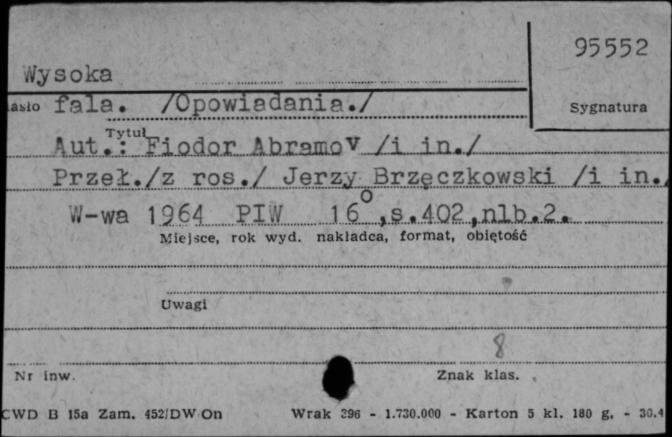 95552
Wysoka
asło fala. /Opowiadania./
Sygnatura
Tytuł
Aut.: Fiodor Abramov /i in./
Przeł./z ros./ Jerzy Brzęczkowski /i in./
W-wa 1964 PIW 16°,s.402,nlb.2.
Miejsce, rok wyd. nakładca, format, objętość
Uwagi
8
Nr inw. Znak klas.
CWD B 15a Zam. 452/DW/On Wrak 396 - 1.730.000 - Karton 5 kl. 180 g. - 30.4